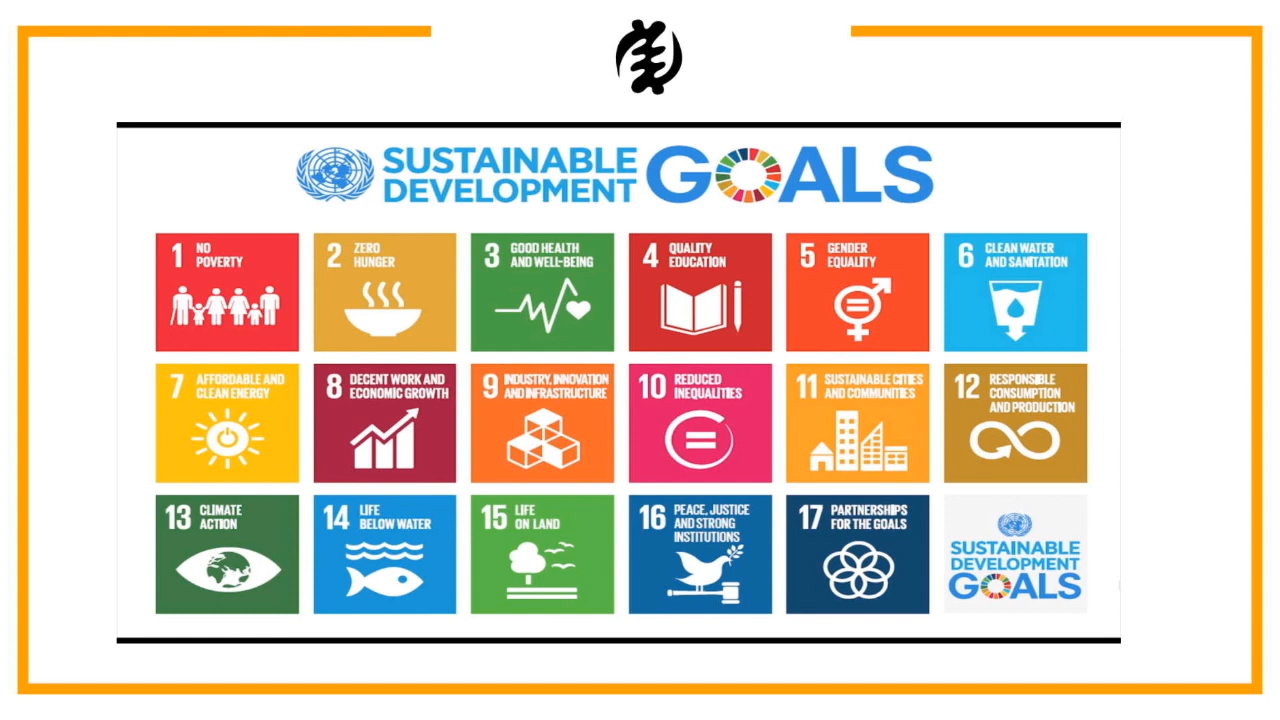 SUSTAINABLE
DEVELOPMENT
GOALS
1 NO
POVERTY
2 ZERO
HUNGER
3 GOOD HEALTH
AND WELL-BEING
4 QUALITY
EDUCATION
5 GENDER
EQUALITY
6 CLEAN WATER
AND SANITATION
7 AFFORDABLE AND
CLEAN ENERGY
8 DECENT WORK AND
ECONOMIC GROWTH
9 INDUSTRY, INNOVATION
AND INFRASTRUCTURE
10 REDUCED
INEQUALITIES
11 SUSTAINABLE CITIES
AND COMMUNITIES
12 RESPONSIBLE
CONSUMPTION
AND PRODUCTION
13 CLIMATE
ACTION
14 LIFE
BELOW WATER
15 LIFE
ON LAND
16 PEACE, JUSTICE
AND STRONG
INSTITUTIONS
17 PARTNERSHIPS
FOR THE GOALS
SUSTAINABLE
DEVELOPMENT
GOALS